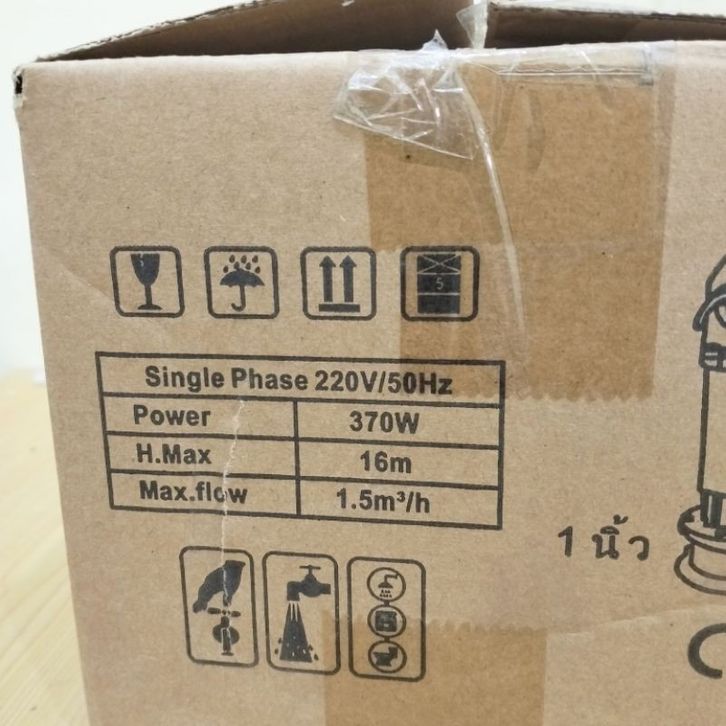 5
Single Phase 220V/50Hz
Power 370W
H.Max 16m
Max.flow 1.5m³/h
1 นิ้ว